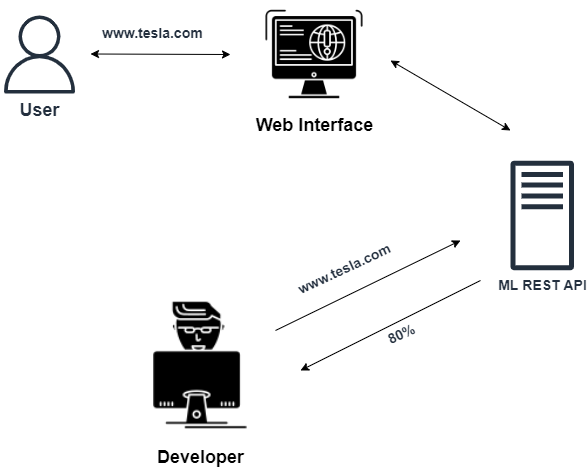 www.tesla.com
User
Web Interface
www.tesla.com
ML REST API
80%
Developer